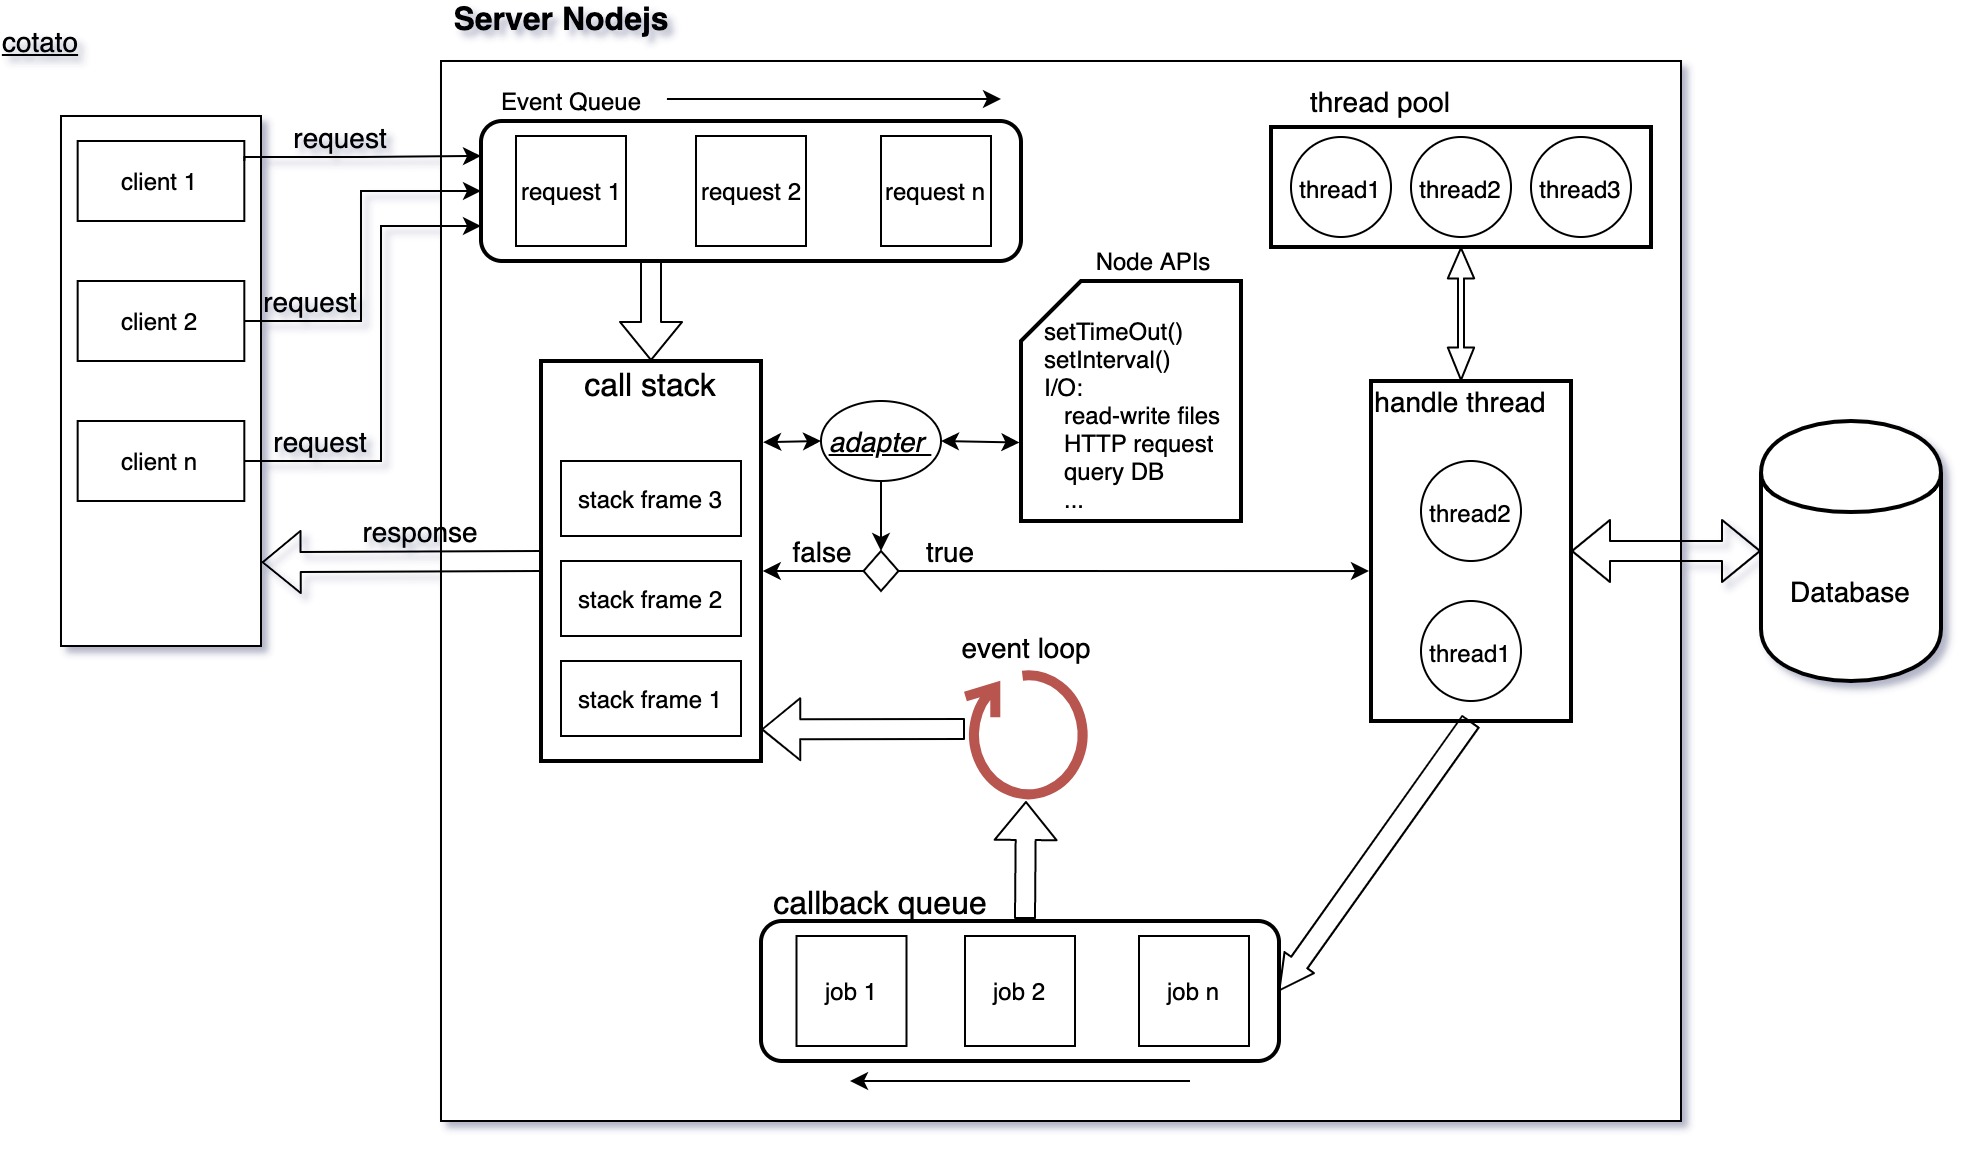 Server Nodejs
cotato
client 1
client 2
client n
request
request
request
response
Event Queue
request 1
request 2
request n
thread pool
thread1
thread2
thread3
Node APIs
setTimeOut()
setInterval()
I/O:
read-write files
HTTP request
query DB
...
call stack
stack frame 3
stack frame 2
stack frame 1
adapter
false
true
handle thread
thread2
thread1
Database
event loop
callback queue
job 1
job 2
job n